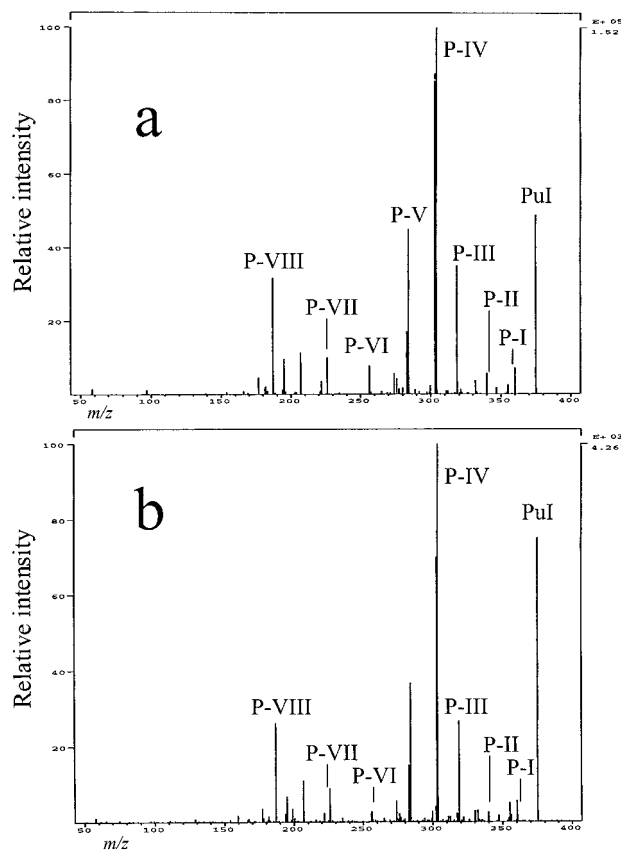 E+05
1.52
100
80
60
40
20
Relative intensity
a
P-IV
PuI
P-V
P-III
P-VIII
P-VII
P-II
P-VI
P-I
50 100 150 200 250 300 350 400
m/z
E+03
4.26
100
80
60
40
20
Relative intensity
b
P-IV
PuI
P-VIII
P-III
P-VII
P-II
P-VI
P-I
50 100 150 200 250 300 350 400
m/z